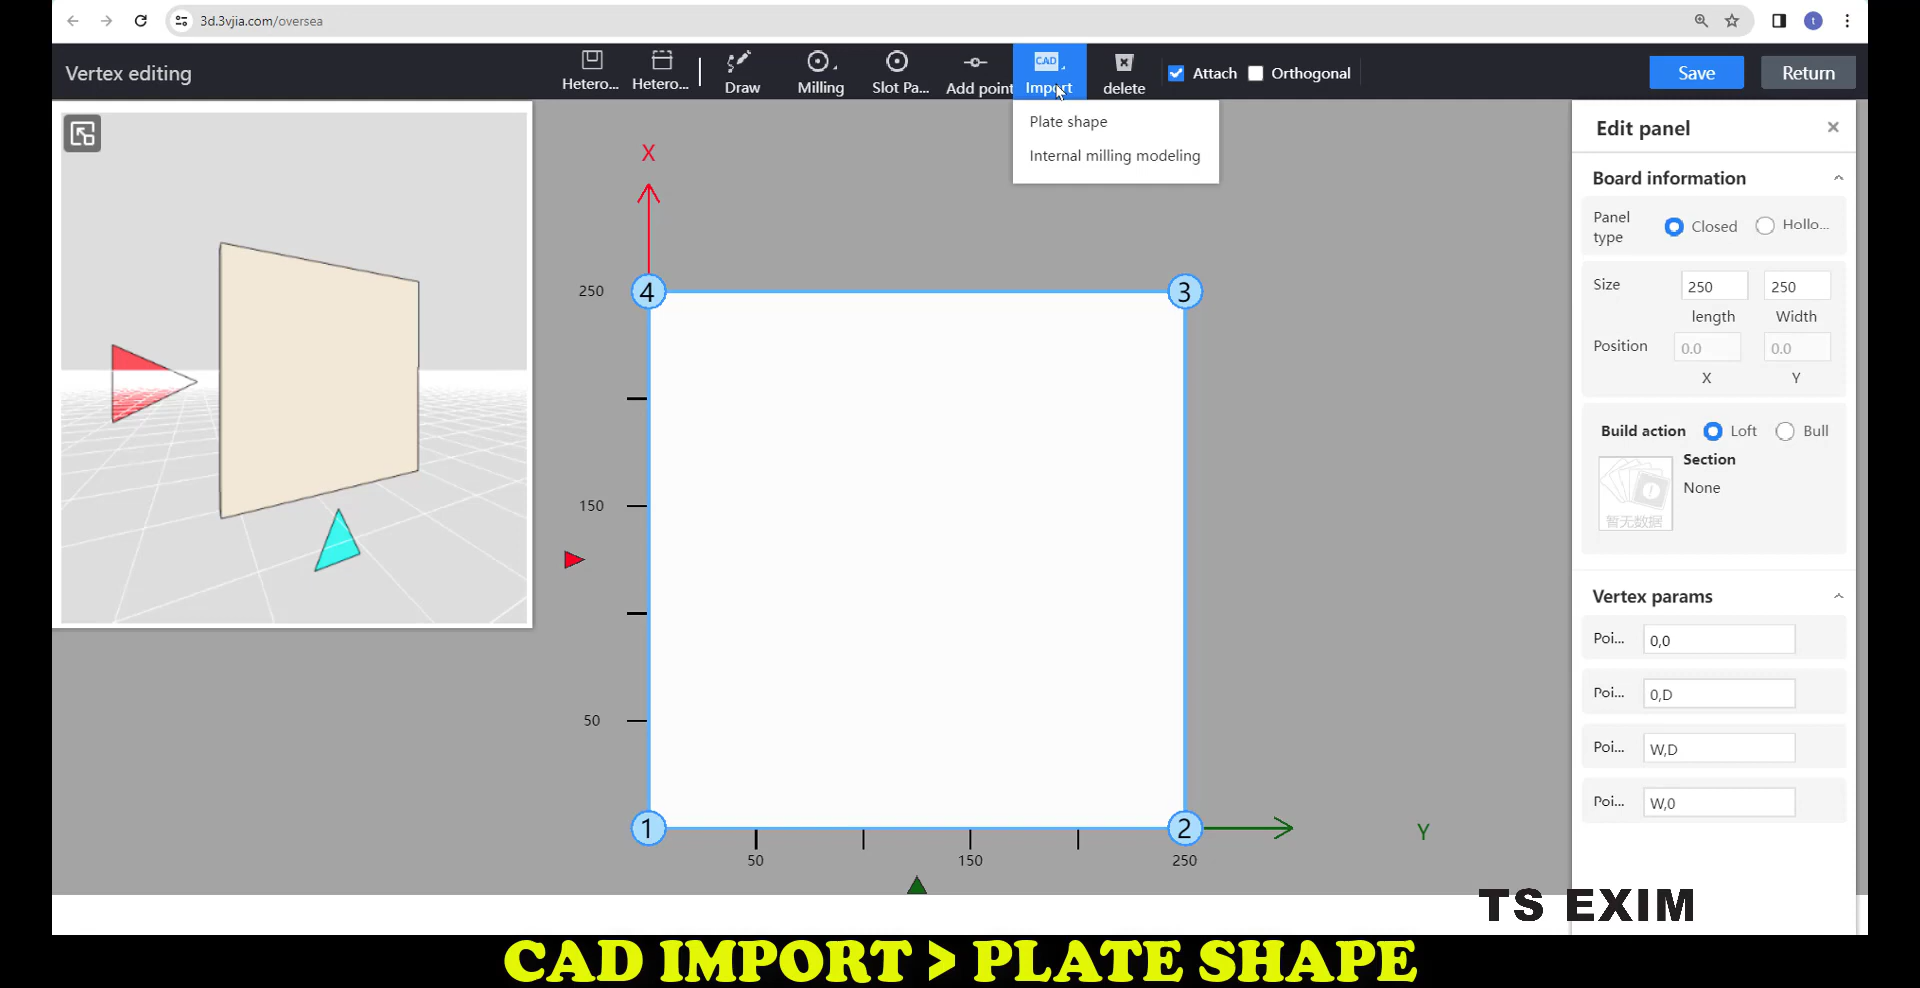 3d.3vjia.com/oversea
t
Vertex editing
Hetero...
Hetero...
Draw
Milling
Slot Pa...
Add point
CAD
Import
delete
Attach
Orthogonal
Save
Return
Plate shape
Internal milling modeling
X
4
3
1
2
250
150
50
50
150
250
Y
Edit panel
Board information
Panel type
Closed
Hollo...
Size
250
250
length
Width
Position
0.0
0.0
X
Y
Build action
Loft
Bull
Section
None
暂无数据
Vertex params
Poi... 0,0
Poi... 0,D
Poi... W,D
Poi... W,0
TS EXIM
CAD IMPORT > PLATE SHAPE